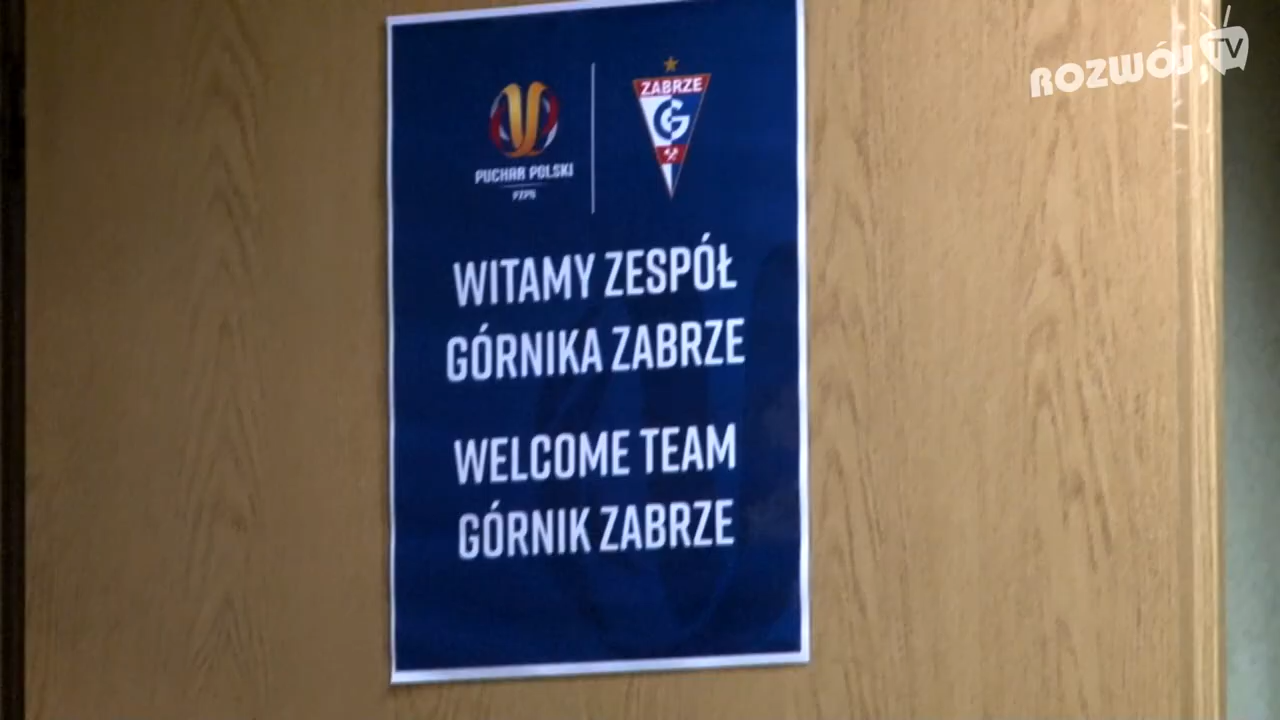 ROZWÓJ TV
ZABRZE
PUCHAR POLSKI
PZPN
WITAMY ZESPÓŁ
GÓRNIKA ZABRZE
WELCOME TEAM
GÓRNIK ZABRZE